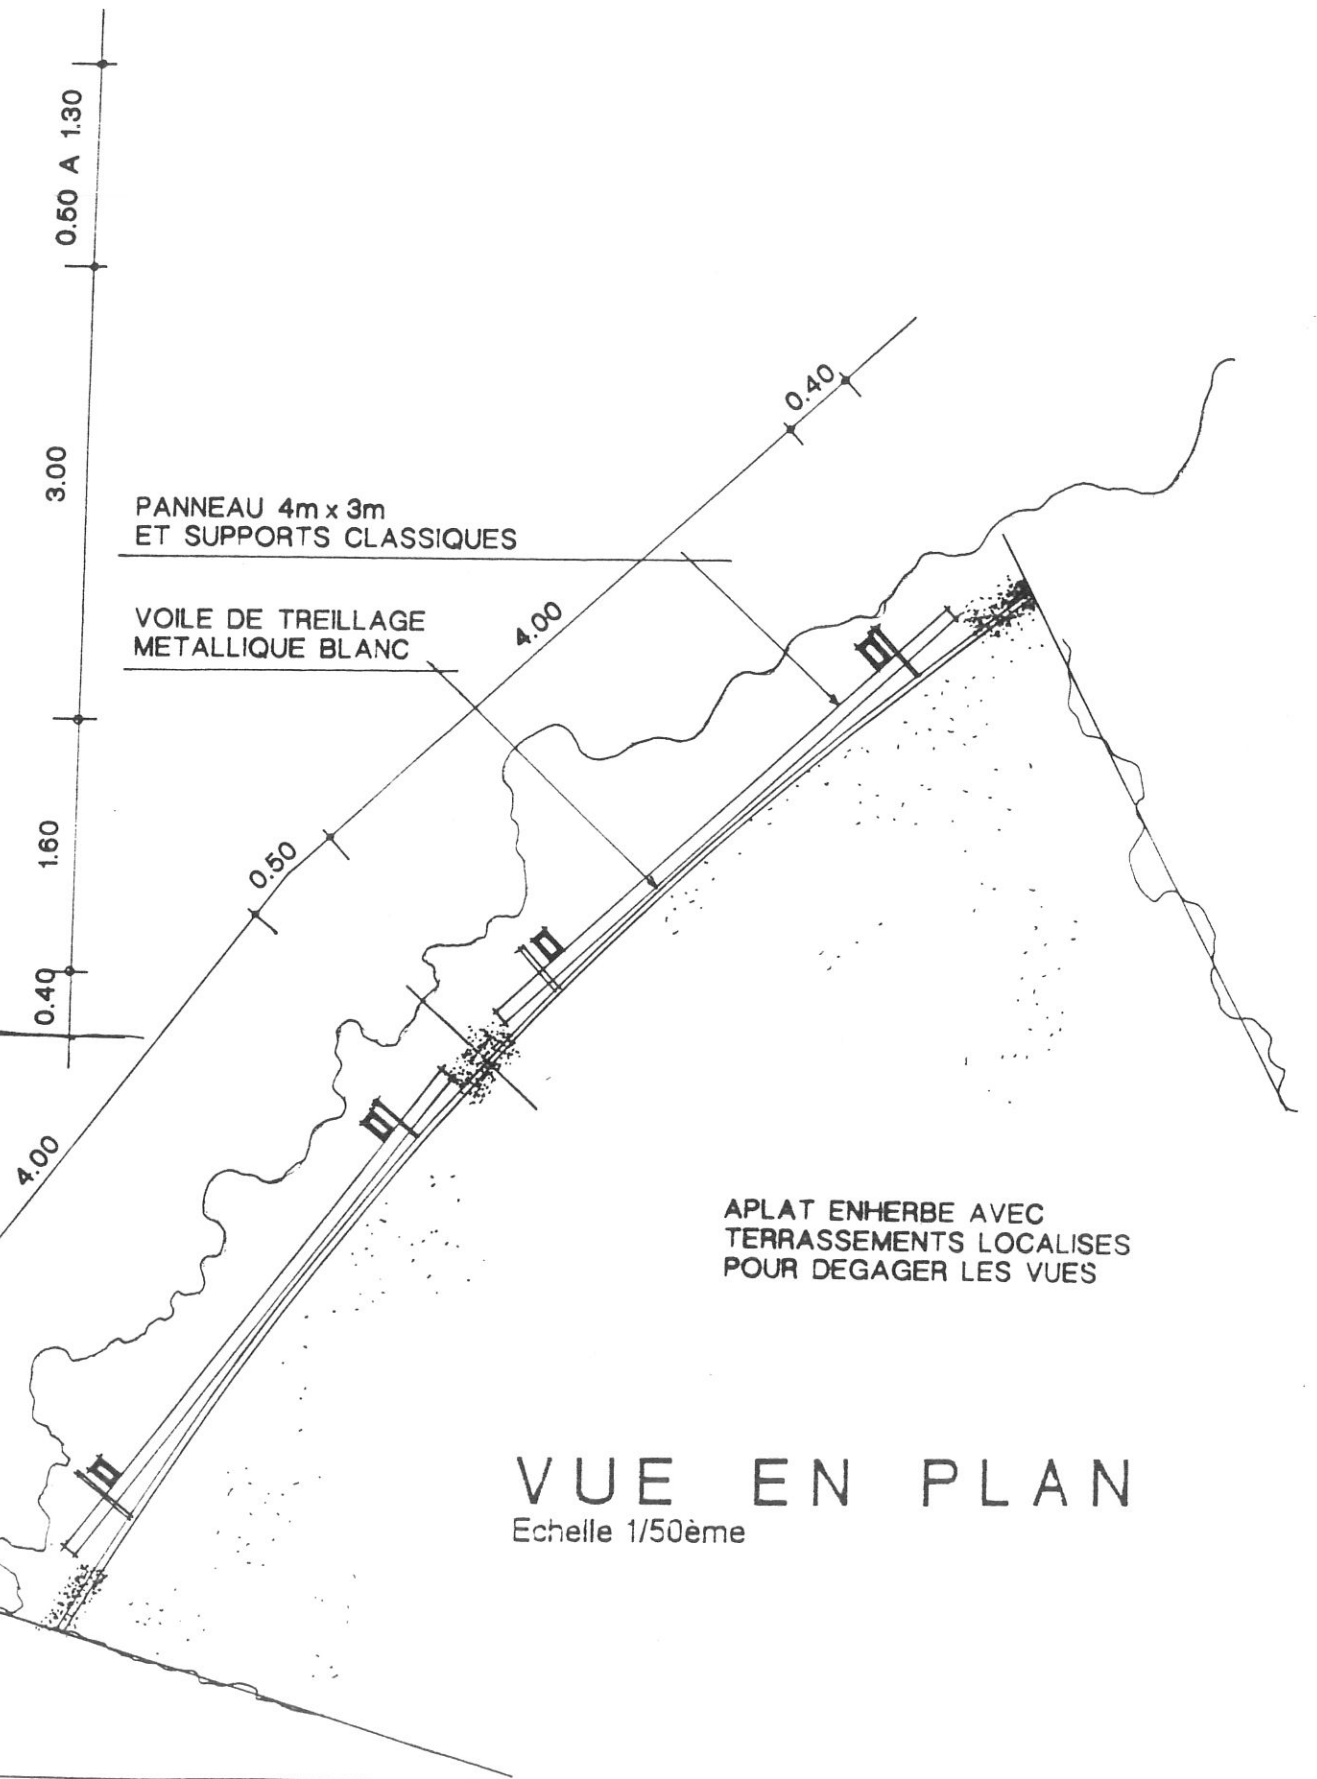 0.50 A 1.30
3.00
1.60
0.40
0.40
4.00
0.50
4.00
PANNEAU 4m x 3m
ET SUPPORTS CLASSIQUES
VOILE DE TREILLAGE
METALLIQUE BLANC
APLAT ENHERBE AVEC
TERRASSEMENTS LOCALISES
POUR DEGAGER LES VUES
VUE EN PLAN
Echelle 1/50ème